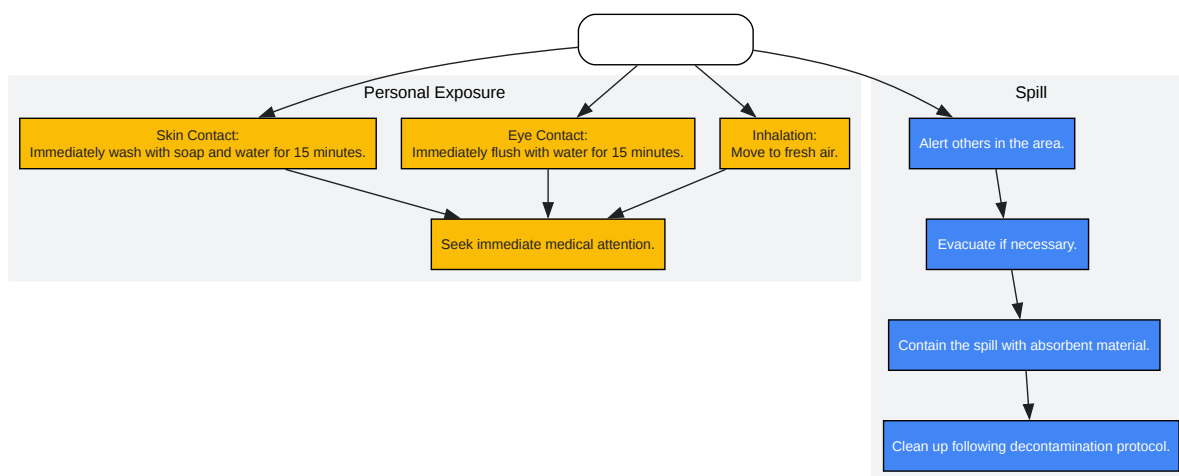 Personal Exposure
Spill
Skin Contact:
Immediately wash with soap and water for 15 minutes.
Eye Contact:
Immediately flush with water for 15 minutes.
Inhalation:
Move to fresh air.
Alert others in the area.
Seek immediate medical attention.
Evacuate if necessary.
Contain the spill with absorbent material.
Clean up following decontamination protocol.